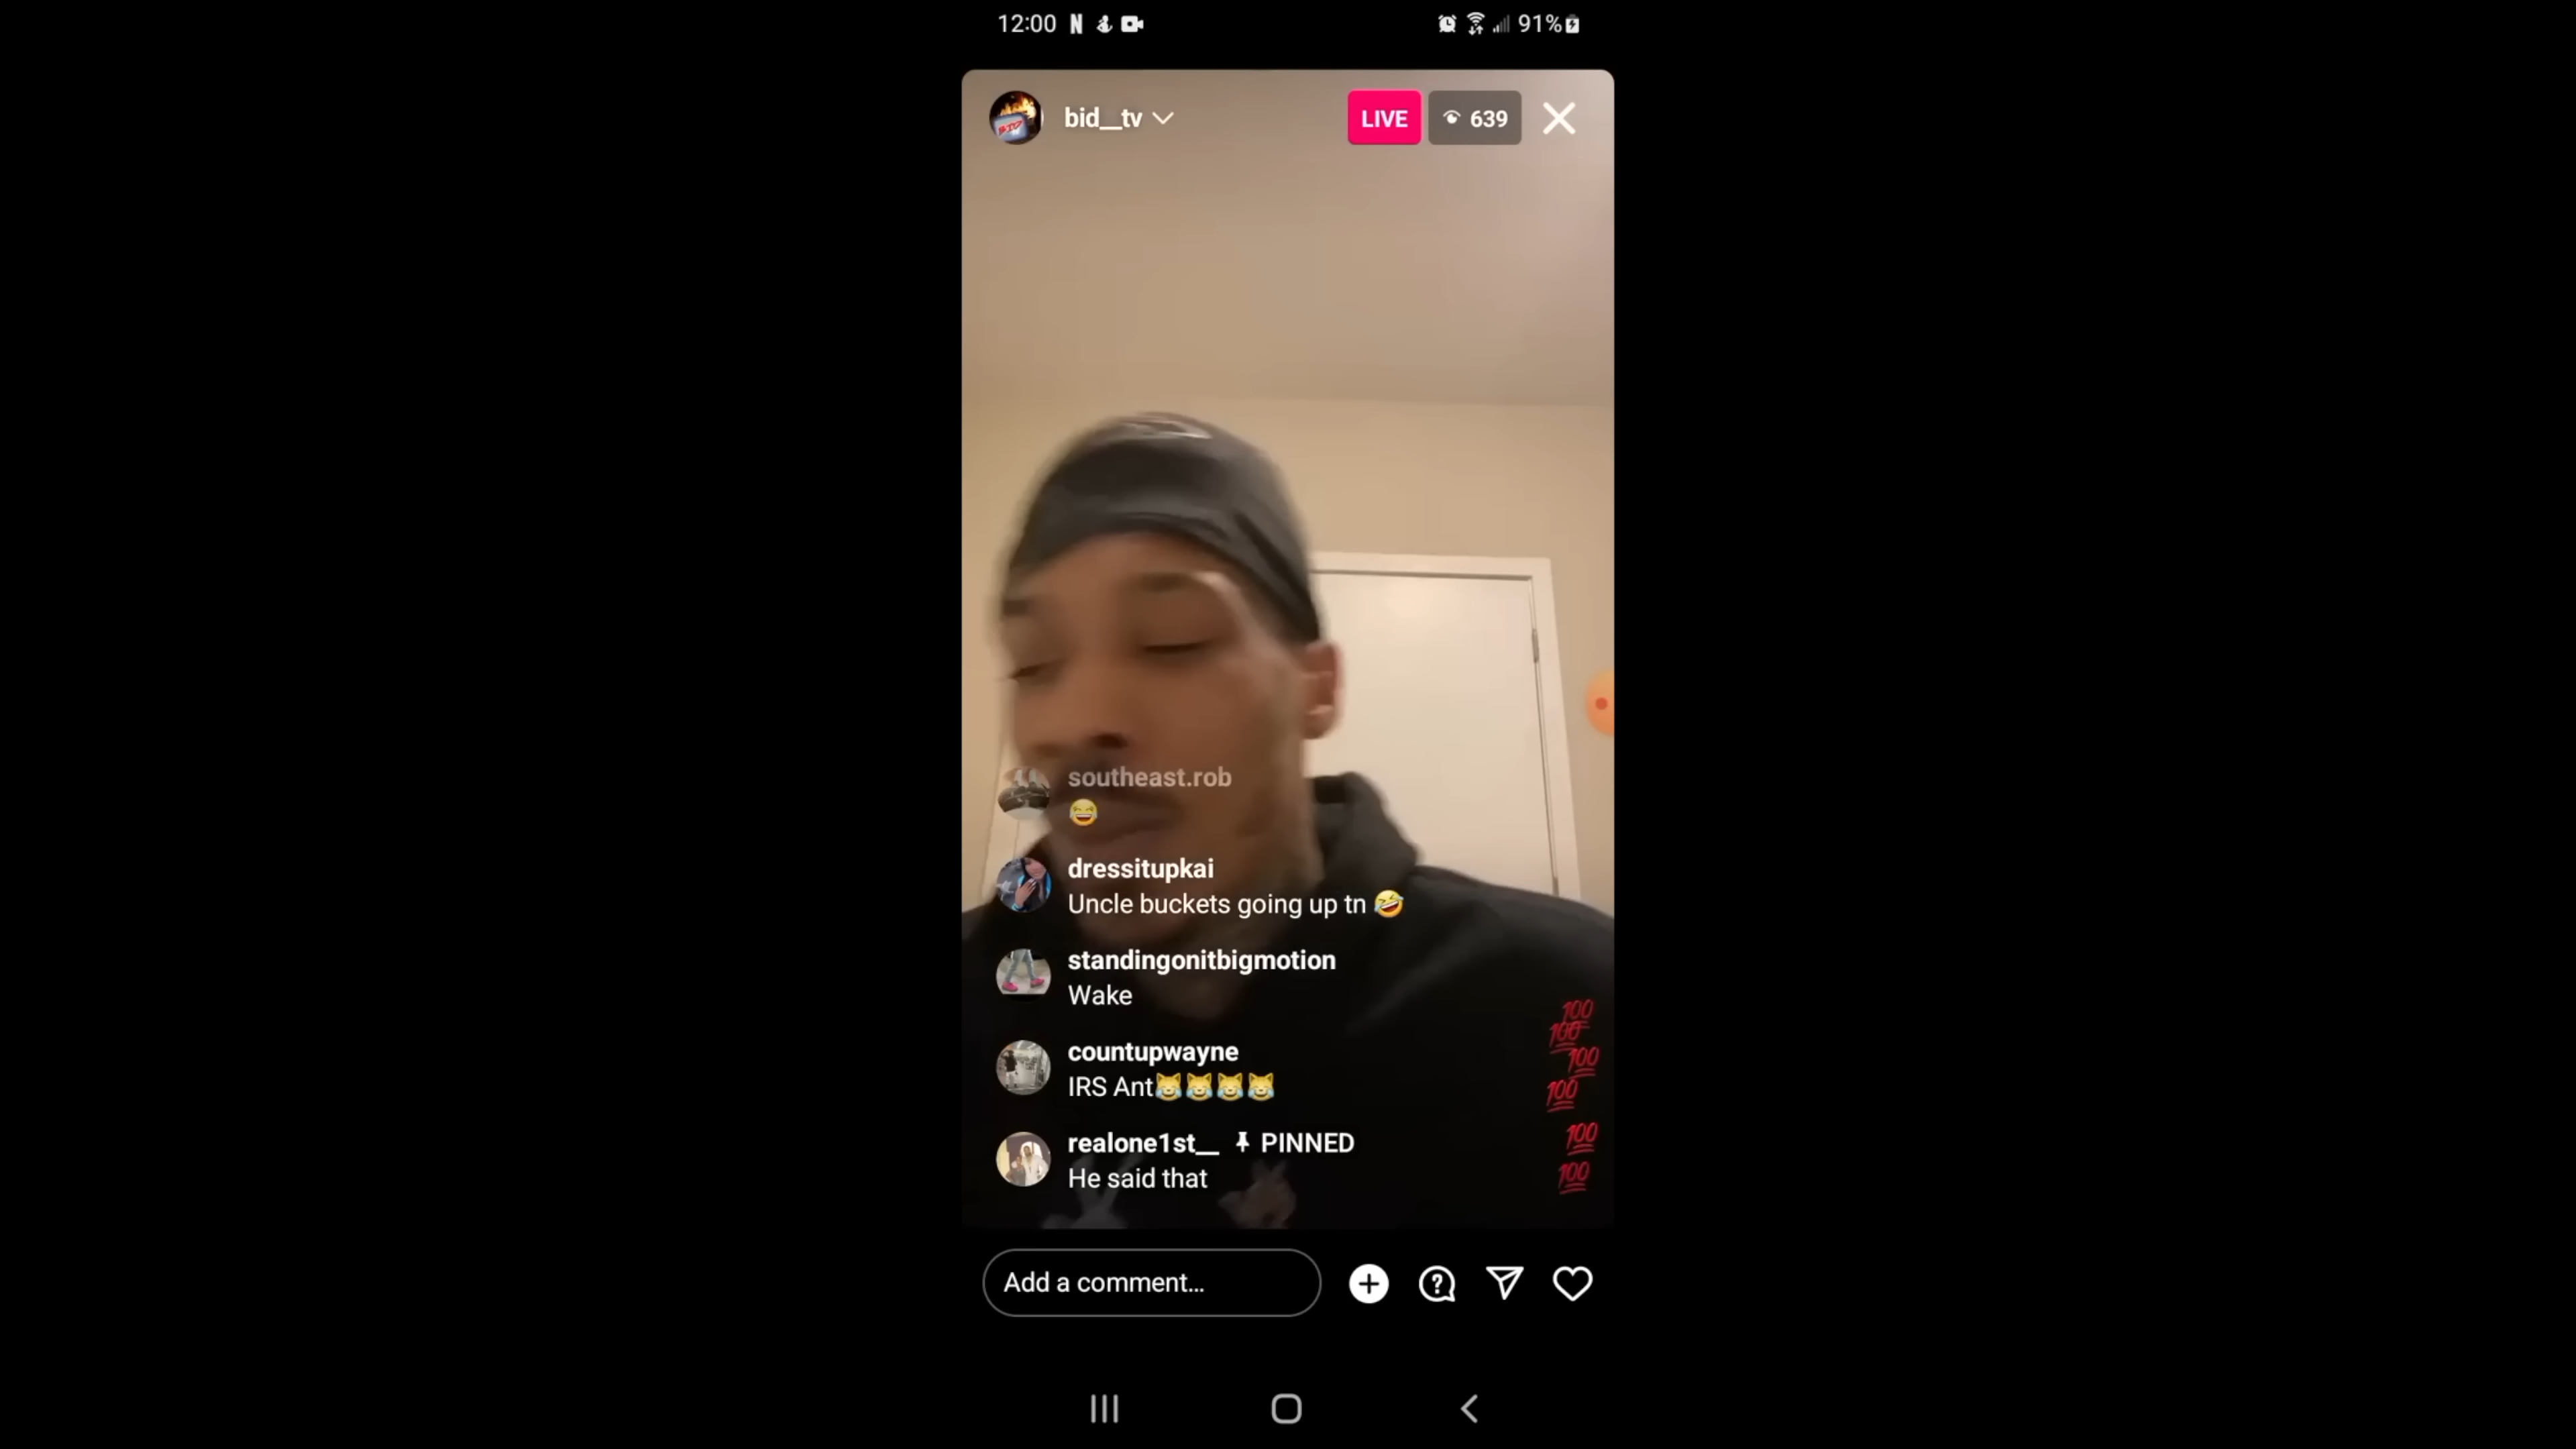 12:00 N 91%
bid__tv LIVE 639
southeast.rob
😂
dressitupkai
Uncle buckets going up tn 🤣
standingonitbigmotion
Wake
countupwayne
IRS Ant😹😹😹😹
realone1st__ PINNED
He said that
💯
💯
💯
💯
💯
💯
Add a comment...